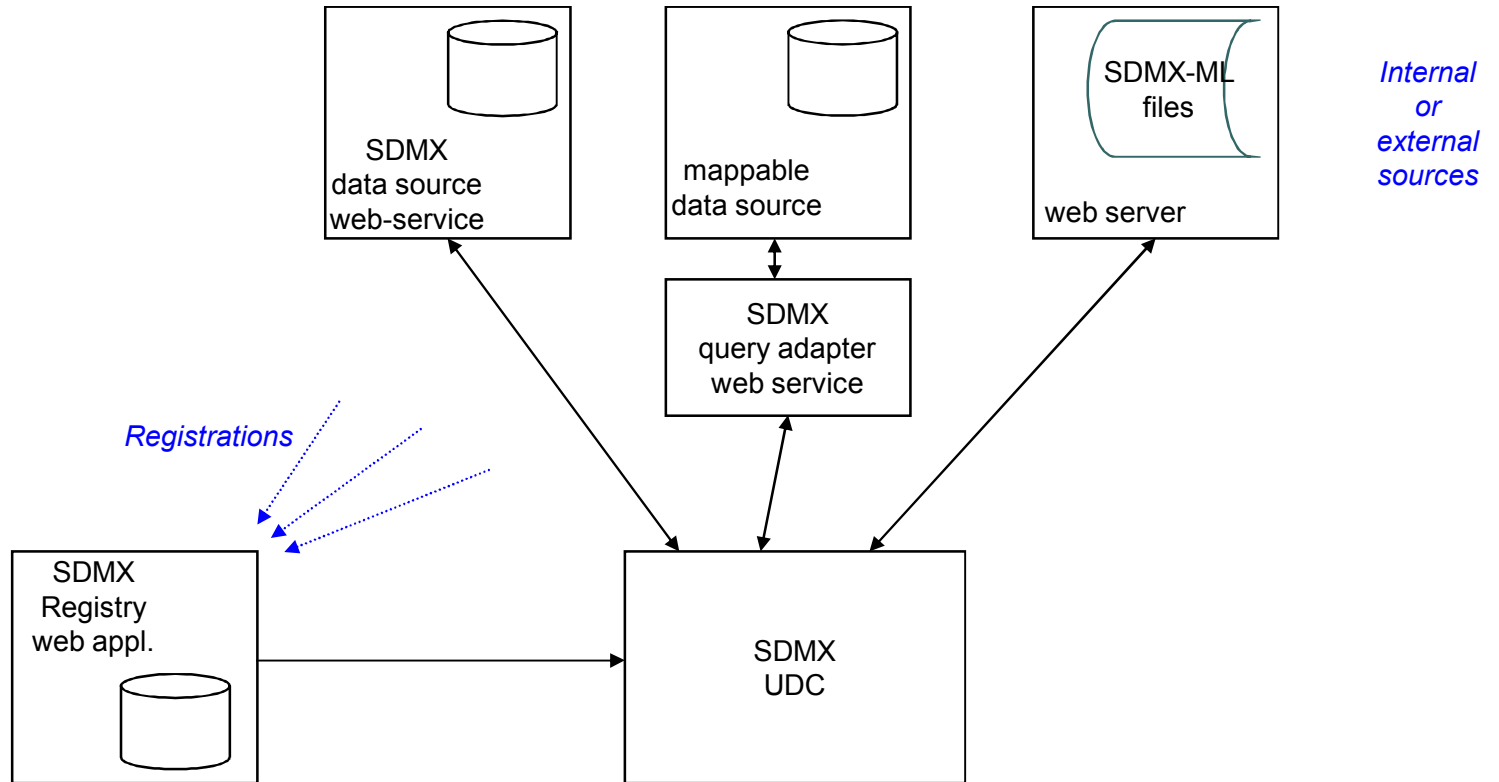 SDMX
data source
web-service
mappable
data source
SDMX-ML
files
web server
Internal
or
external
sources
SDMX
query adapter
web service
Registrations
SDMX
Registry
web appl.
SDMX
UDC